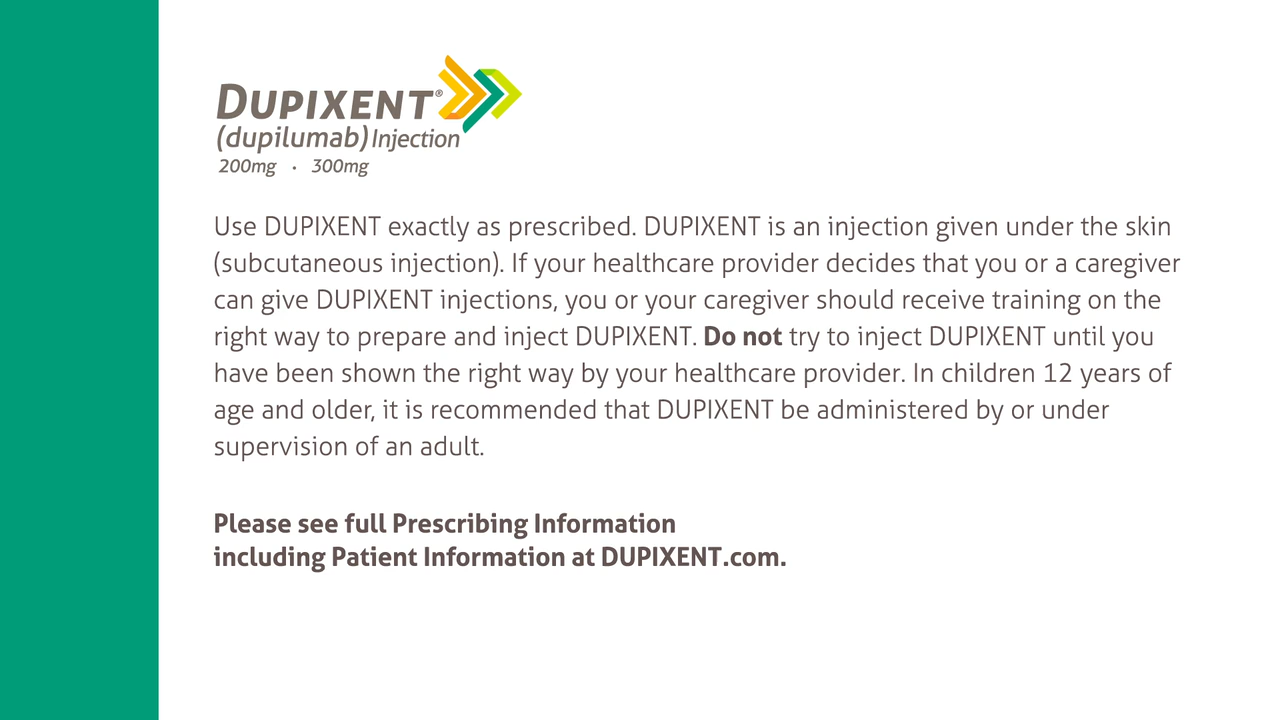 DUPIXENT®
(dupilumab) Injection
200mg · 300mg
Use DUPIXENT exactly as prescribed. DUPIXENT is an injection given under the skin
(subcutaneous injection). If your healthcare provider decides that you or a caregiver
can give DUPIXENT injections, you or your caregiver should receive training on the
right way to prepare and inject DUPIXENT. Do not try to inject DUPIXENT until you
have been shown the right way by your healthcare provider. In children 12 years of
age and older, it is recommended that DUPIXENT be administered by or under
supervision of an adult.
Please see full Prescribing Information
including Patient Information at DUPIXENT.com.